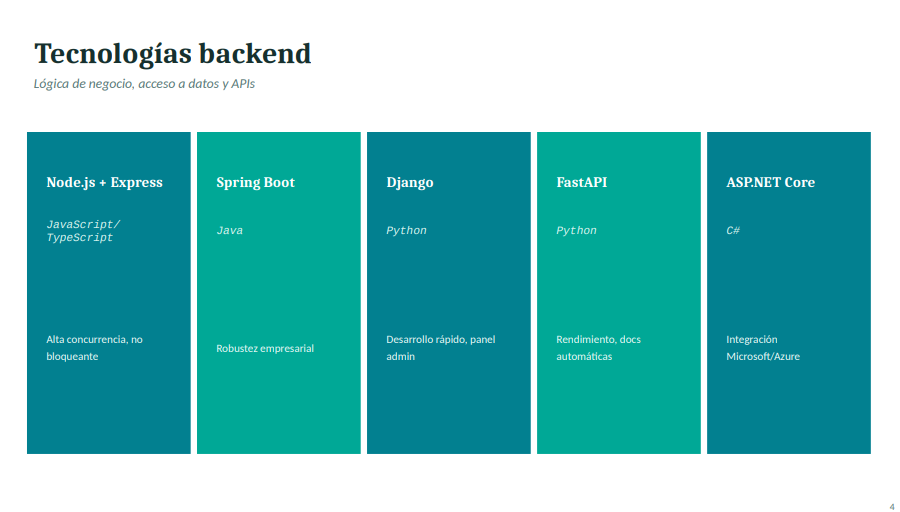 Tecnologías backend
Lógica de negocio, acceso a datos y APIs
Node.js + Express
JavaScript/
TypeScript
Alta concurrencia, no
bloqueante
Spring Boot
Java
Robustez empresarial
Django
Python
Desarrollo rápido, panel
admin
FastAPI
Python
Rendimiento, docs
automáticas
ASP.NET Core
C#
Integración
Microsoft/Azure
4